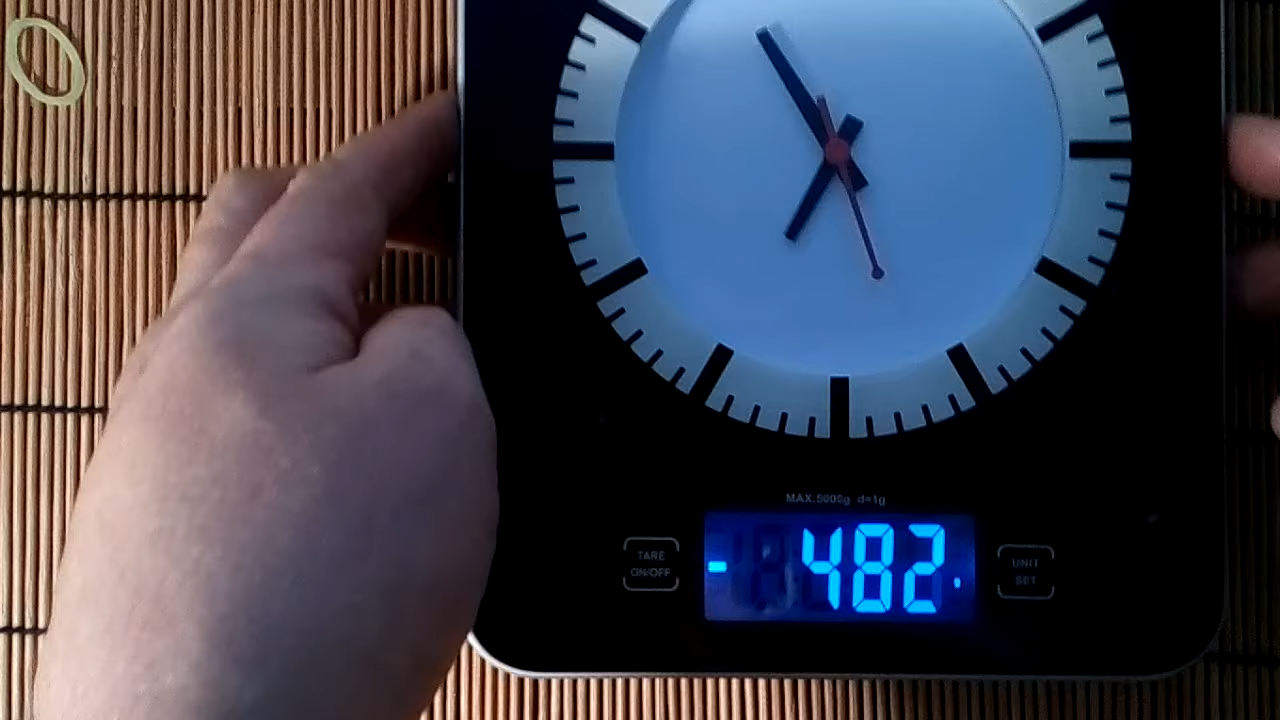 MAX.5000g d=1g
TARE
ON/OFF
-482
UNIT
SET